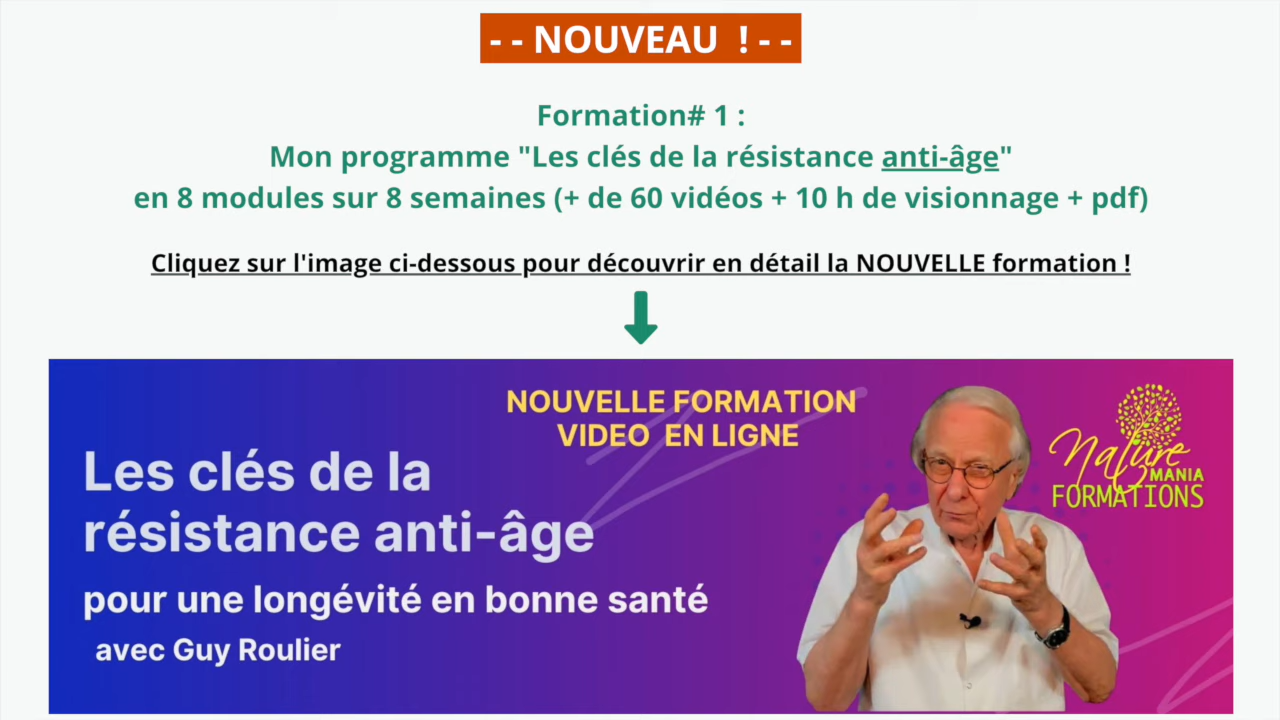 - - NOUVEAU ! - -
Formation# 1 :
Mon programme "Les clés de la résistance anti-âge"
en 8 modules sur 8 semaines (+ de 60 vidéos + 10 h de visionnage + pdf)
Cliquez sur l'image ci-dessous pour découvrir en détail la NOUVELLE formation !
NOUVELLE FORMATION
VIDEO EN LIGNE
Les clés de la
résistance anti-âge
pour une longévité en bonne santé
avec Guy Roulier
Nature
MANIA
FORMATIONS